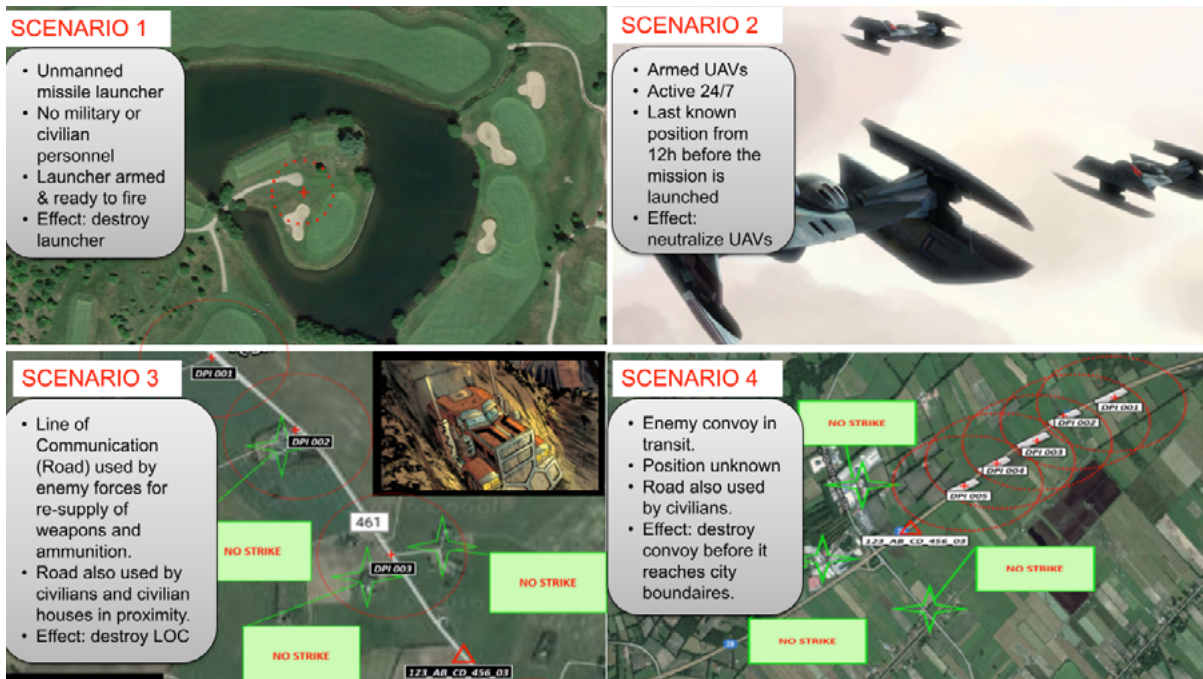 SCENARIO 1
• Unmanned
missile launcher
• No military or
civilian
personnel
• Launcher armed
& ready to fire
• Effect: destroy
launcher
SCENARIO 2
• Armed UAVs
• Active 24/7
• Last known
position from
12h before the
mission is
launched
• Effect:
neutralize UAVs
SCENARIO 3
• Line of
Communication
(Road) used by
enemy forces for
re-supply of
weapons and
ammunition.
• Road also used by
civilians and civilian
houses in proximity.
• Effect: destroy LOC
DPI 001
DPI 002
461
NO STRIKE
DPI 003
NO STRIKE
NO STRIKE
123_AB_CD_456_03
SCENARIO 4
• Enemy convoy in
transit.
• Position unknown
• Road also used
by civilians.
• Effect: destroy
convoy before it
reaches city
boundaires.
NO STRIKE
DPI 001
DPI 002
DPI 003
DPI 004
DPI 005
123_AB_CD_456_03
NO STRIKE
NO STRIKE